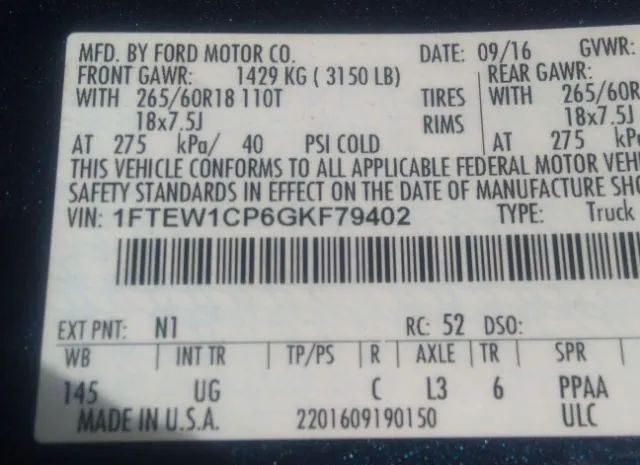 MFD. BY FORD MOTOR CO. DATE: 09/16 GVWR:
FRONT GAWR: 1429 KG ( 3150 LB) REAR GAWR:
WITH 265/60R18 110T TIRES WITH 265/60R
18x7.5J RIMS 18x7.5J
AT 275 kPa/ 40 PSI COLD AT 275 kPa
THIS VEHICLE CONFORMS TO ALL APPLICABLE FEDERAL MOTOR VEH
SAFETY STANDARDS IN EFFECT ON THE DATE OF MANUFACTURE SHO
VIN: 1FTEW1CP6GKF79402 TYPE: Truck
EXT PNT: N1 RC: 52 DSO:
WB INT TR TP/PS R AXLE TR SPR
145 UG C L3 6 PPAA
MADE IN U.S.A. 2201609190150 ULC